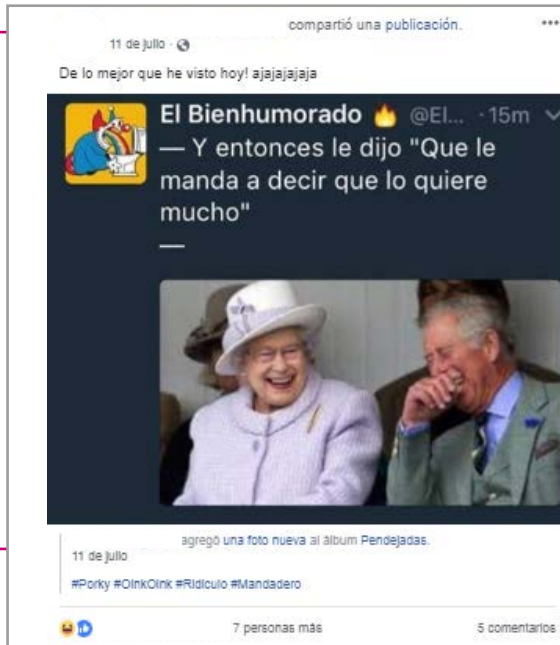 compartió una publicación.
11 de julio ·
De lo mejor que he visto hoy! ajajajajaja
El Bienhumorado 🔥 @El... · 15m
— Y entonces le dijo "Que le
manda a decir que lo quiere
mucho"
—
agregó una foto nueva al álbum Pendejadas.
11 de julio
#Porky #OinkOink #Ridiculo #Mandadero
7 personas más
5 comentarios